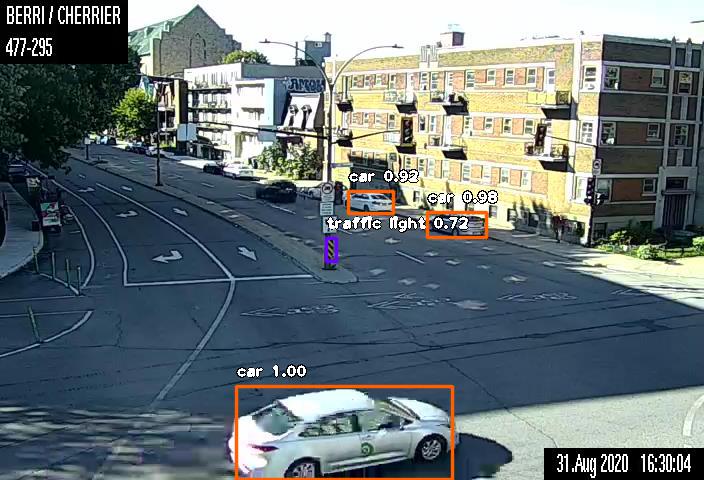 BERRI / CHERRIER
477-295
car 0.92
car 0.98
traffic light 0.72
car 1.00
31.Aug 2020 16:30:04